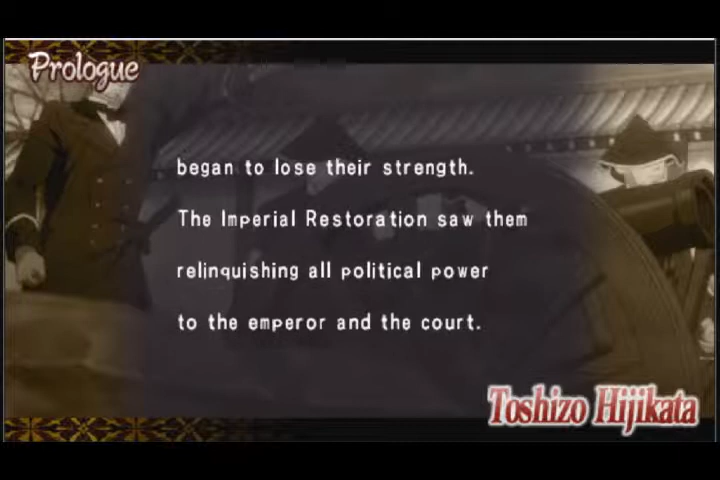 Prologue
began to lose their strength.
The Imperial Restoration saw them
relinquishing all political power
to the emperor and the court.
Toshizo Hijikata